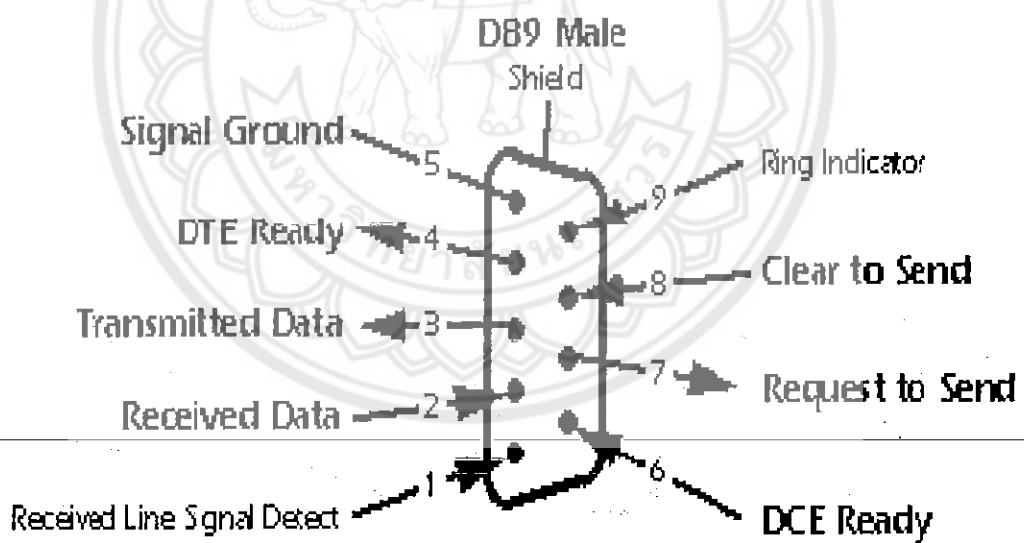 DB9 Male
Shield
Signal Ground
5
9
Ring Indicator
DTE Ready
4
8
Clear to Send
Transmitted Data
3
7
Request to Send
Received Data
2
6
1
Received Line Signal Detect
DCE Ready